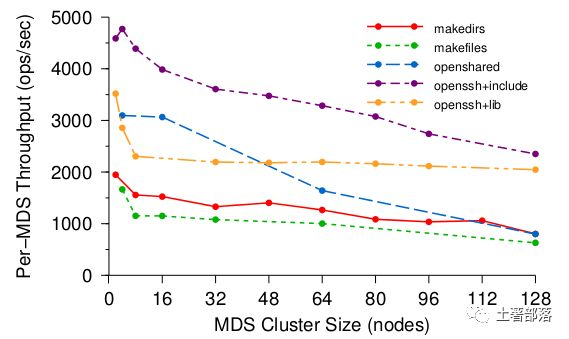 5000
4000
3000
2000
1000
0
Per-MDS Throughput (ops/sec)
makedirs
makefiles
openshared
openssh+include
openssh+lib
0 16 32 48 64 80 96 112 128
MDS Cluster Size (nodes)
土著部落